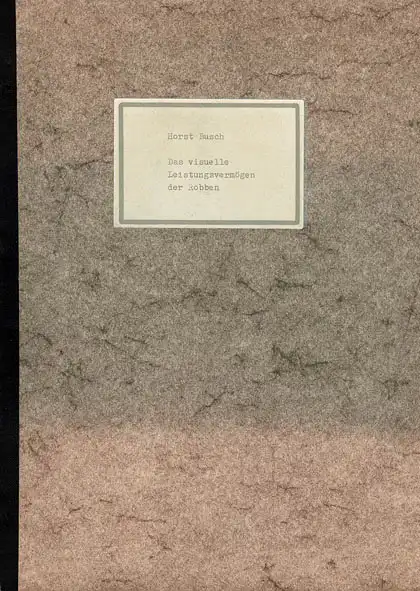 Horst Busch
Das visuelle
Leistungsvermögen
der Robben